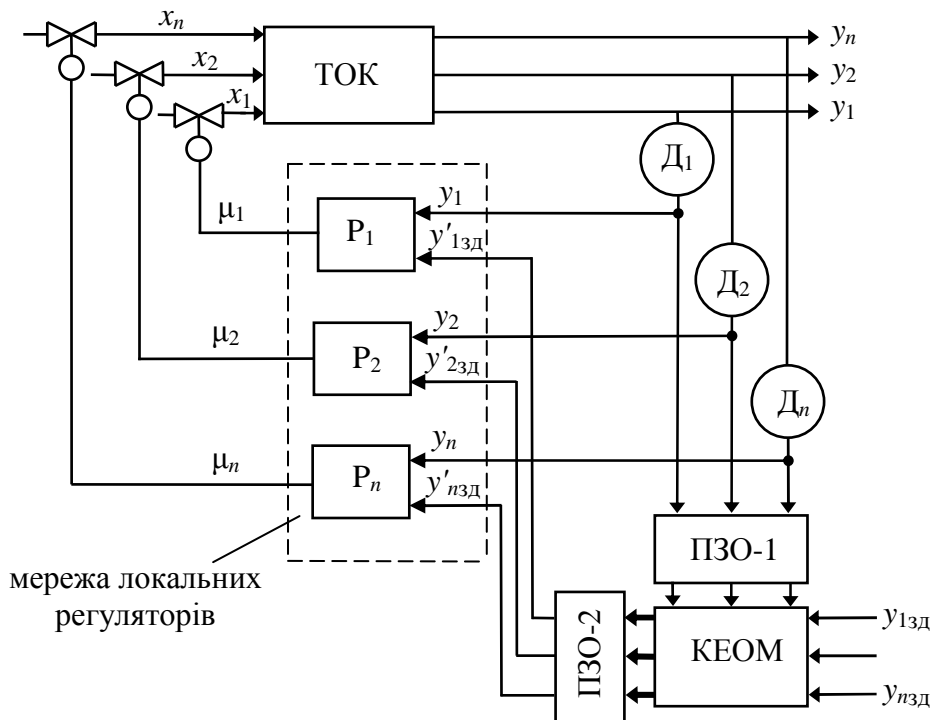 xn
yn
x2
ТОК
y2
x1
y1
Д1
y1
μ1
Р1
y'1зд
Д2
y2
μ2
Р2
y'2зд
Дn
yn
μn
Рn
y'nзд
ПЗО-1
мережа локальних
регуляторів
ПЗО-2
КЕОМ
y1зд
ynзд